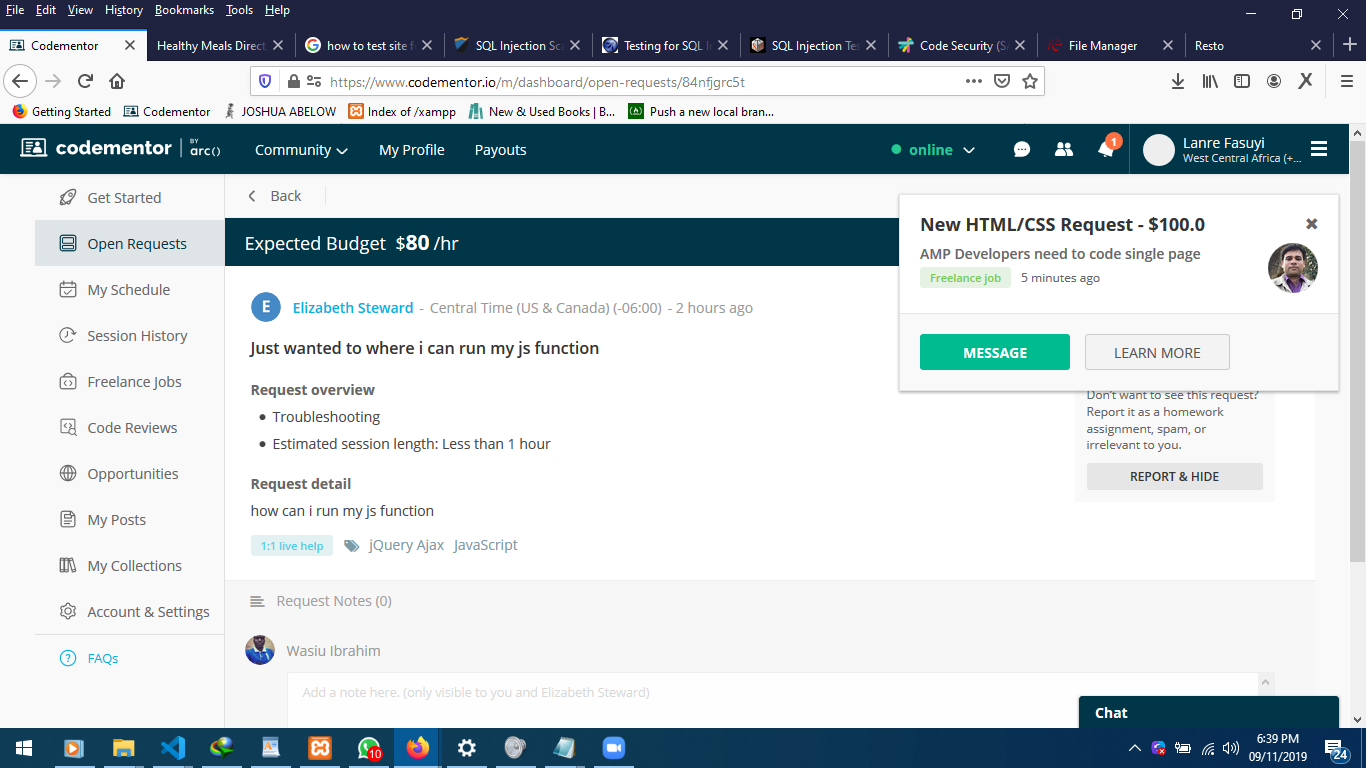 File Edit View History Bookmarks Tools Help
Codementor
Healthy Meals Direct
how to test site f
SQL Injection Sc
Testing for SQL I
SQL Injection Te
Code Security (S
File Manager
Resto
https://www.codementor.io/m/dashboard/open-requests/84nfjgrc5t
Getting Started Codementor JOSHUA ABELOW Index of /xampp New & Used Books | B... Push a new local bran...
codementor BY arc() Community My Profile Payouts online 1 Lanre Fasuyi
West Central Africa (+...
Get Started
Open Requests
My Schedule
Session History
Freelance Jobs
Code Reviews
Opportunities
My Posts
My Collections
Account & Settings
FAQs
Back
Expected Budget $80 /hr
E Elizabeth Steward - Central Time (US & Canada) (-06:00) - 2 hours ago
Just wanted to where i can run my js function
Request overview
Troubleshooting
Estimated session length: Less than 1 hour
Request detail
how can i run my js function
1:1 live help jQuery Ajax JavaScript
Request Notes (0)
Wasiu Ibrahim
Add a note here. (only visible to you and Elizabeth Steward)
New HTML/CSS Request - $100.0
AMP Developers need to code single page
Freelance job 5 minutes ago
MESSAGE LEARN MORE
Don't want to see this request?
Report it as a homework
assignment, spam, or
irrelevant to you.
REPORT & HIDE
Chat
10
6:39 PM
09/11/2019
24